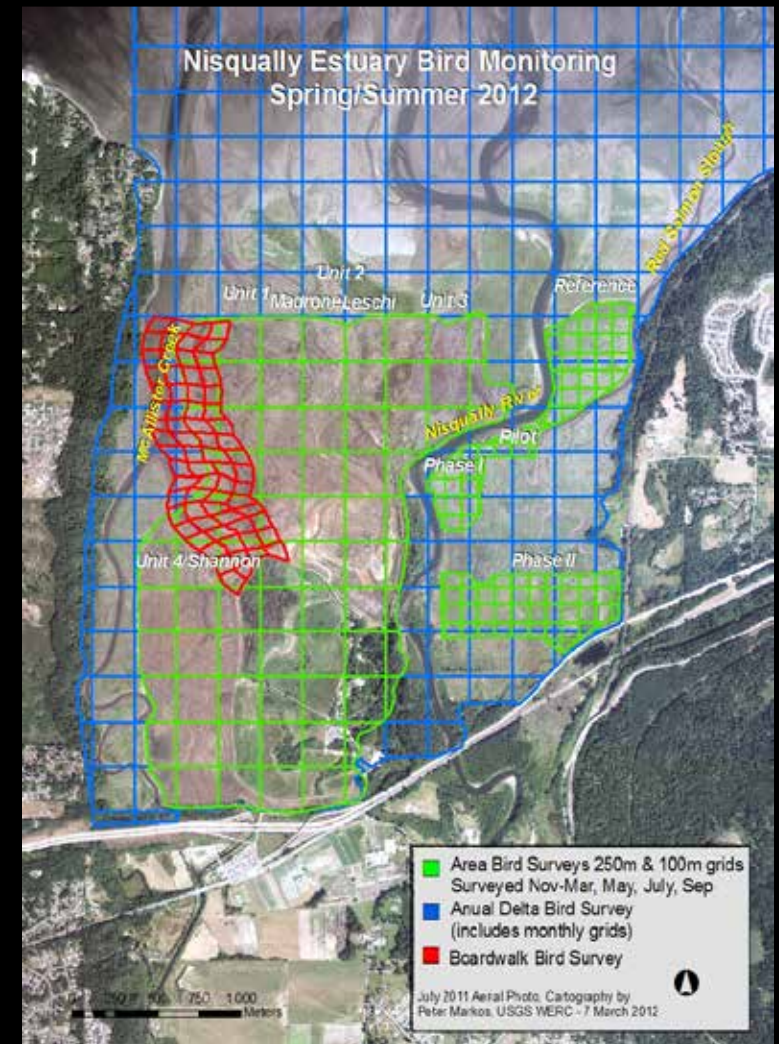 Nisqually Estuary Bird Monitoring
Spring/Summer 2012
Red Salmon Slough
Unit 2
Reference
Unit 1
Madrone
Leschi
Unit 3
McAllister Creek
Nisqually River
Pilot
Phase I
Unit 4/Shannon
Phase II
Area Bird Surveys 250m & 100m grids
Surveyed Nov-Mar, May, July, Sep
Anual Delta Bird Survey
(includes monthly grids)
Boardwalk Bird Survey
July 2011 Aerial Photo, Cartography by
Peter Markos, USGS WERC - 7 March 2012
750 1,000
Meters